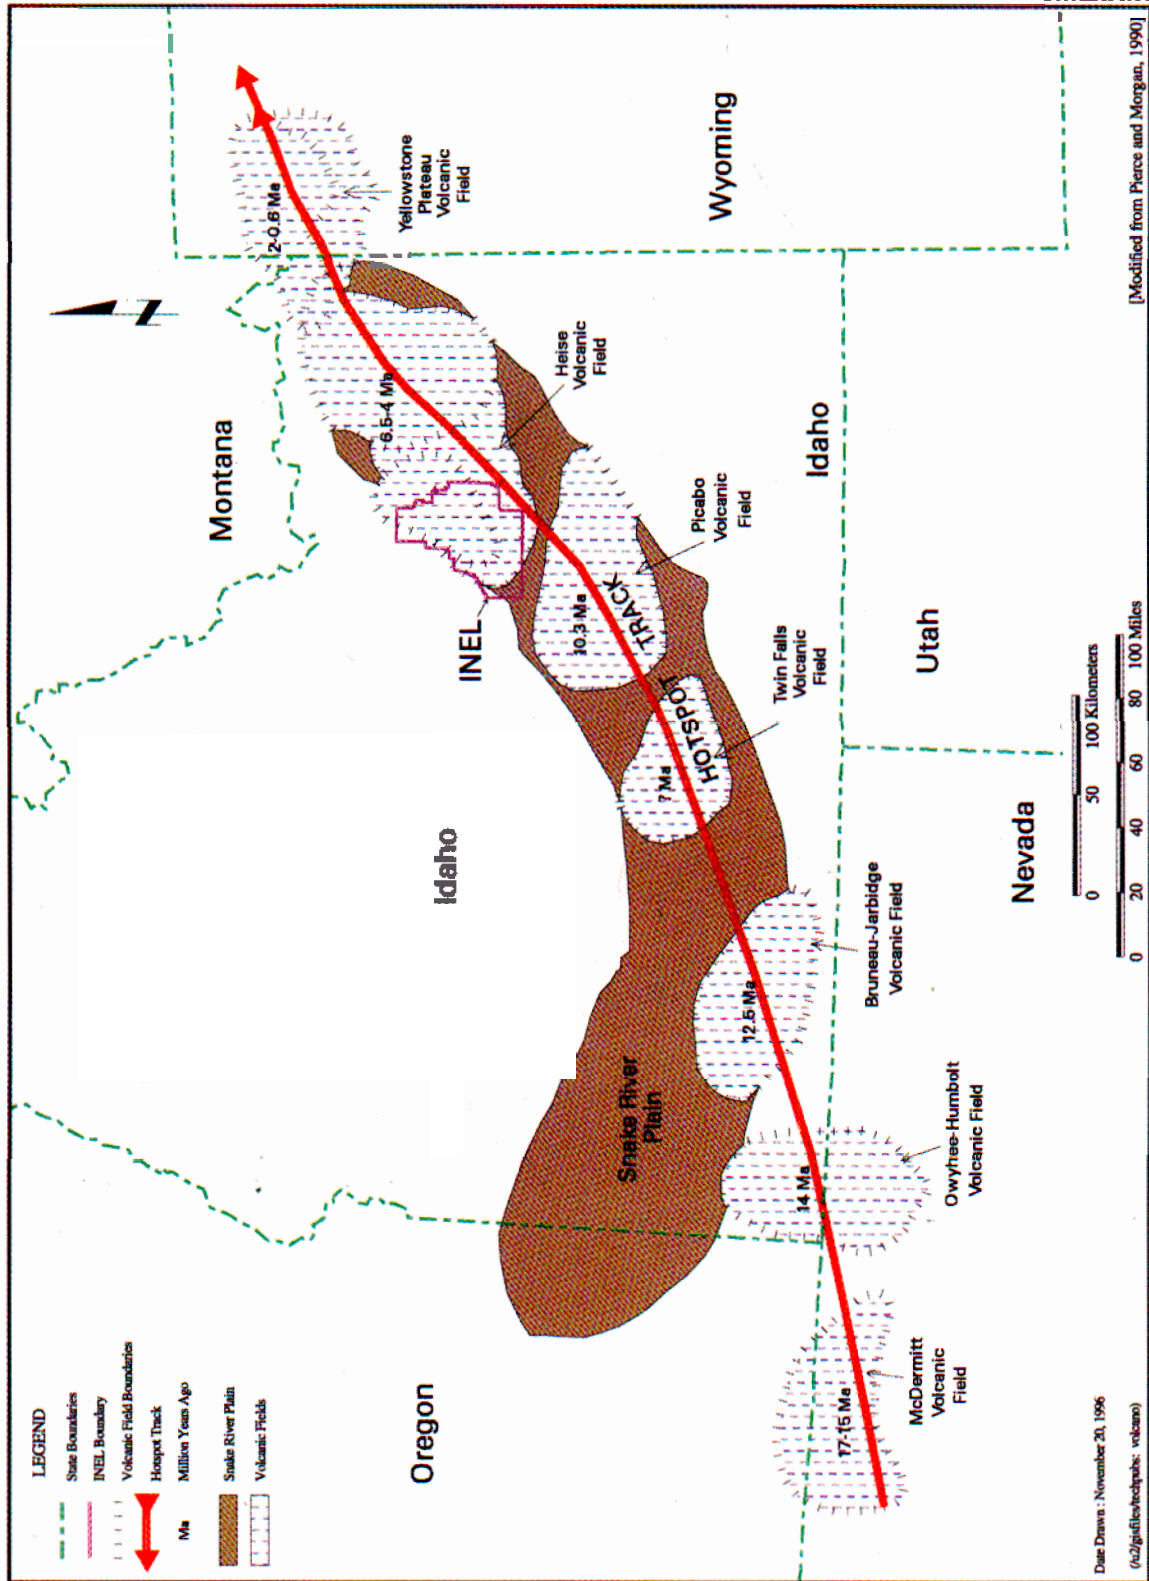 LEGEND
State Boundaries
INEL Boundary
Volcanic Field Boundaries
Hotspot Track
Ma Million Years Ago
Snake River Plain
Volcanic Fields
Montana
Oregon
Idaho
Wyoming
INEL
Snake River
Plain
HOTSPOT TRACK
2-0.6 Ma
Yellowstone
Plateau
Volcanic
Field
6.5-4 Ma
Heise
Volcanic
Field
10.3 Ma
Picabo
Volcanic
Field
? Ma
Twin Falls
Volcanic
Field
12.5 Ma
Bruneau-Jarbidge
Volcanic Field
14 Ma
Owyhee-Humbolt
Volcanic Field
17-15 Ma
McDermitt
Volcanic
Field
Idaho
Utah
Nevada
0 50 100 Kilometers
0 20 40 60 80 100 Miles
Date Drawn : November 20, 1996
(/u2/gisfiles/techpubs: volcano)
[Modified from Pierce and Morgan, 1990]